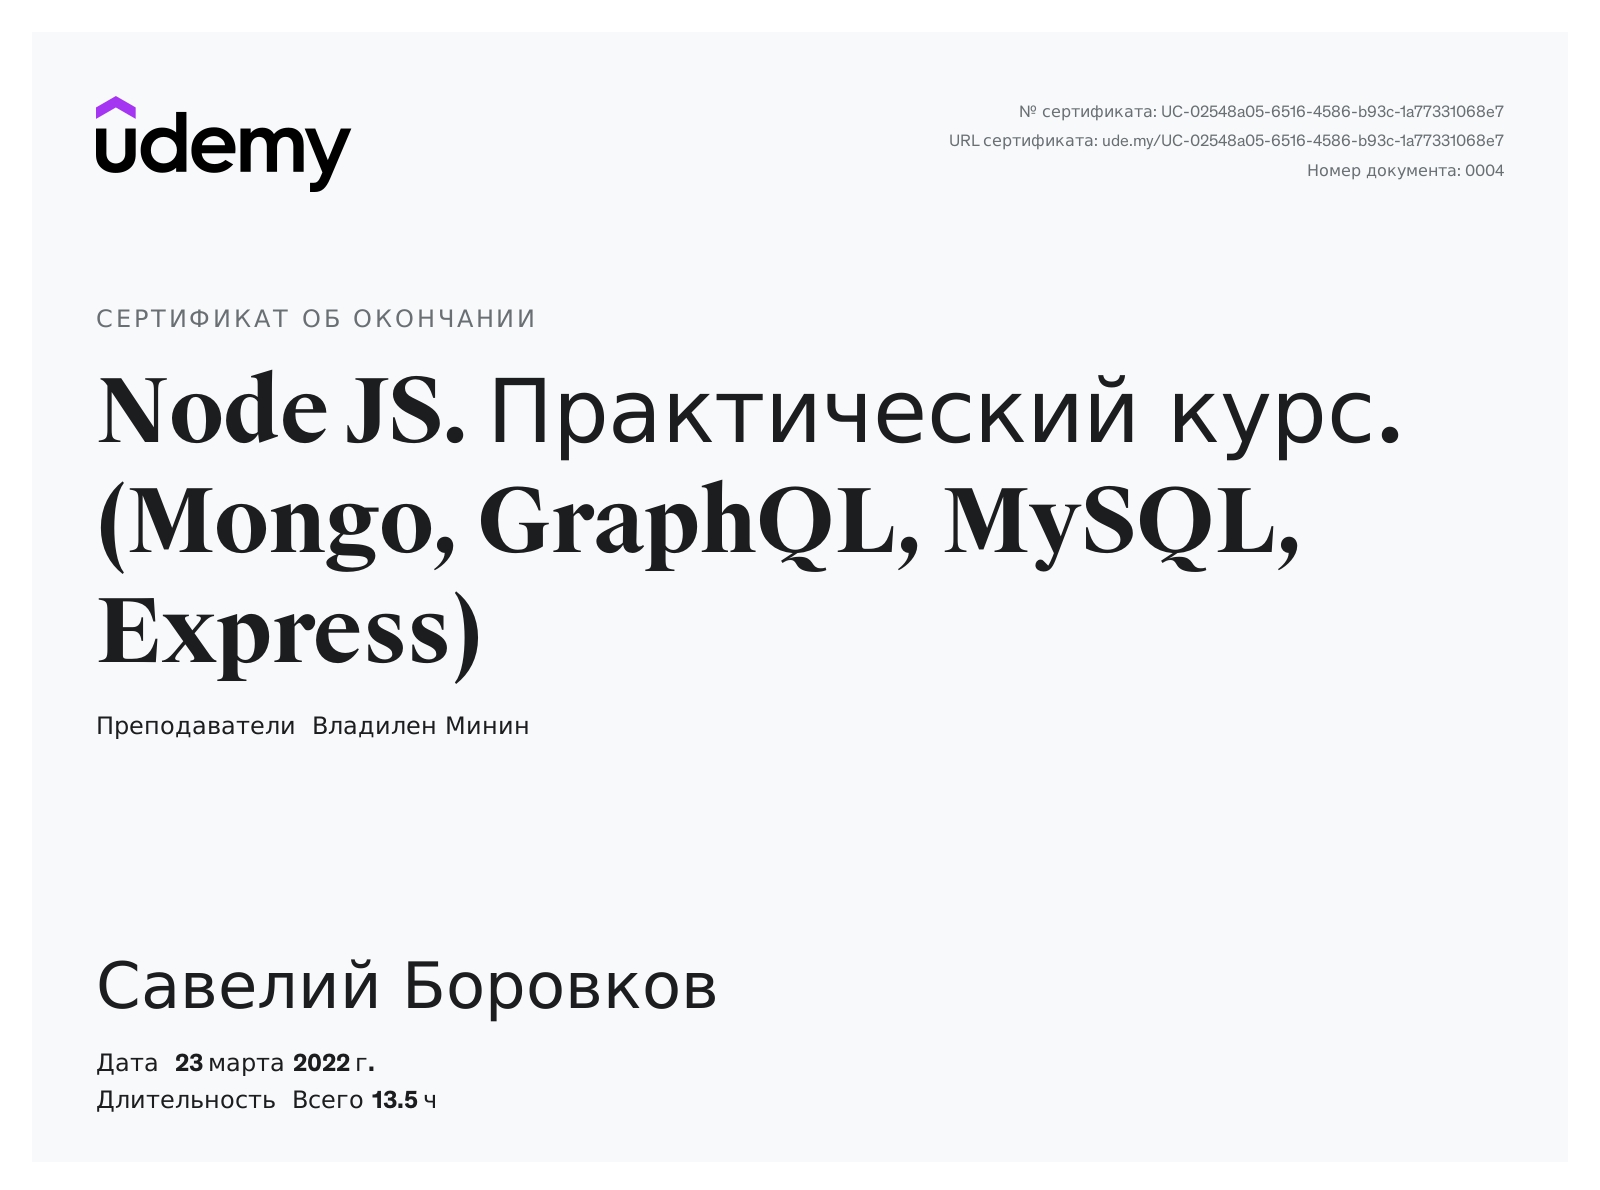 udemy
№ сертификата: UC-02548a05-6516-4586-b93c-1a77331068e7
URL сертификата: ude.my/UC-02548a05-6516-4586-b93c-1a77331068e7
Номер документа: 0004
СЕРТИФИКАТ ОБ ОКОНЧАНИИ
Node JS. Практический курс.
(Mongo, GraphQL, MySQL,
Express)
Преподаватели Владилен Минин
Савелий Боровков
Дата 23 марта 2022 г.
Длительность Всего 13.5 ч